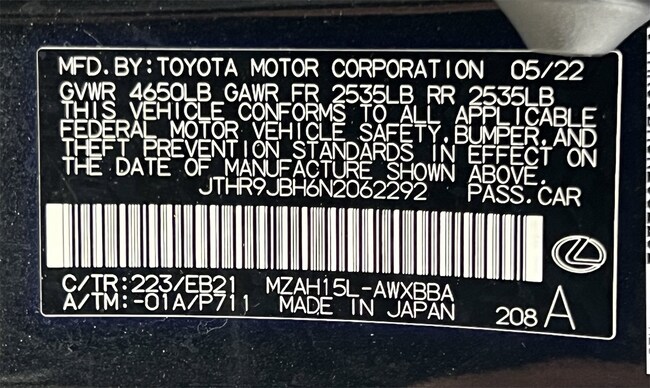 MFD. BY: TOYOTA MOTOR CORPORATION 05/22
GVWR 4650LB GAWR FR 2535LB RR 2535LB
THIS VEHICLE CONFORMS TO ALL APPLICABLE
FEDERAL MOTOR VEHICLE SAFETY, BUMPER, AND
THEFT PREVENTION STANDARDS IN EFFECT ON
THE DATE OF MANUFACTURE SHOWN ABOVE.
JTHR9JBH6N2062292 PASS.CAR
C/TR:223/EB21 MZAH15L-AWXBBA
A/TM:-01A/P711 MADE IN JAPAN 208 A